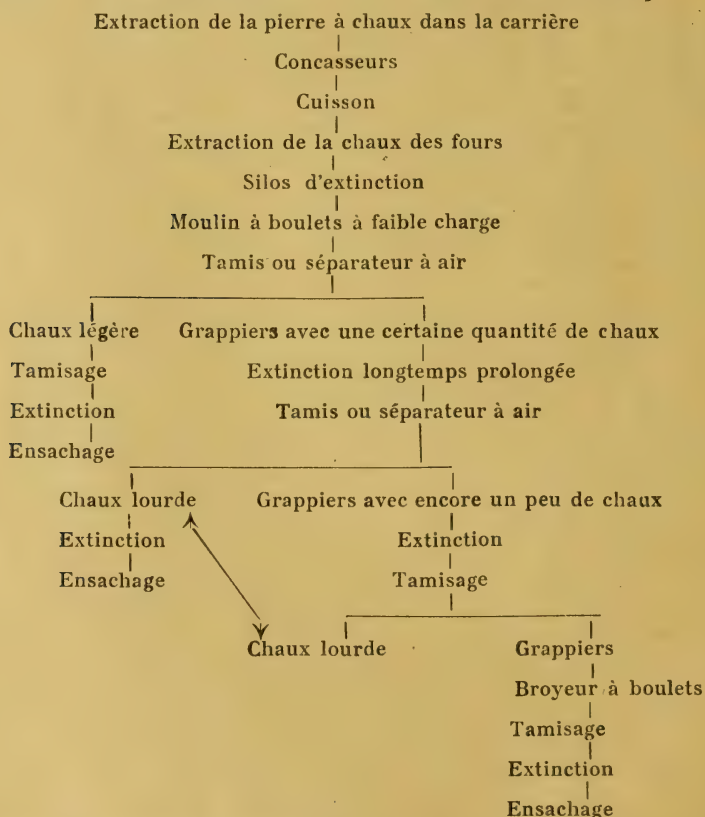 Extraction de la pierre à chaux dans la carrière
Concasseurs
Cuisson
Extraction de la chaux des fours
Silos d'extinction
Moulin à boulets à faible charge
Tamis ou séparateur à air
Chaux légère Grappiers avec une certaine quantité de chaux
Tamisage Extinction longtemps prolongée
Extinction Tamis ou séparateur à air
Ensachage
Chaux lourde Grappiers avec encore un peu de chaux
Extinction Extinction
Ensachage Tamisage
Chaux lourde Grappiers
Broyeur à boulets
Tamisage
Extinction
Ensachage